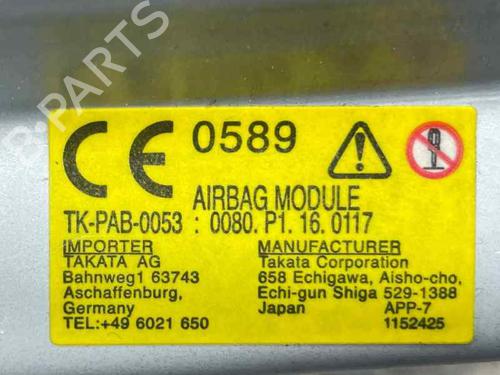 B-PARTS
CE 0589
AIRBAG MODULE
TK-PAB-0053 : 0080. P1. 16. 0117
IMPORTER
TAKATA AG
Bahnweg1 63743
Aschaffenburg,
Germany
TEL:+49 6021 650
MANUFACTURER
Takata Corporation
658 Echigawa, Aisho-cho,
Echi-gun Shiga 529-1388
Japan APP-7
1152425